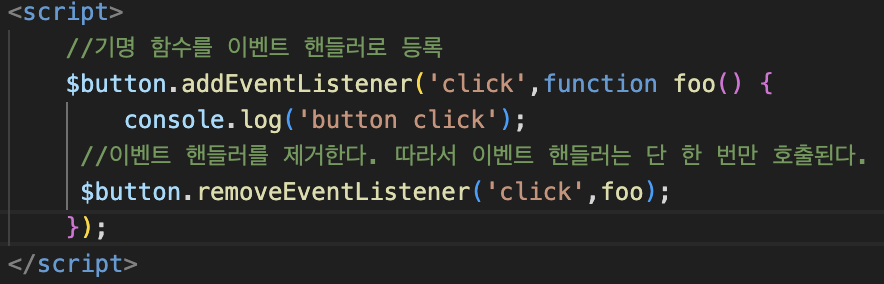 <script>
//기명 함수를 이벤트 핸들러로 등록
$button.addEventListener('click',function foo() {
console.log('button click');
//이벤트 핸들러를 제거한다. 따라서 이벤트 핸들러는 단 한 번만 호출된다.
$button.removeEventListener('click',foo);
});
</script>